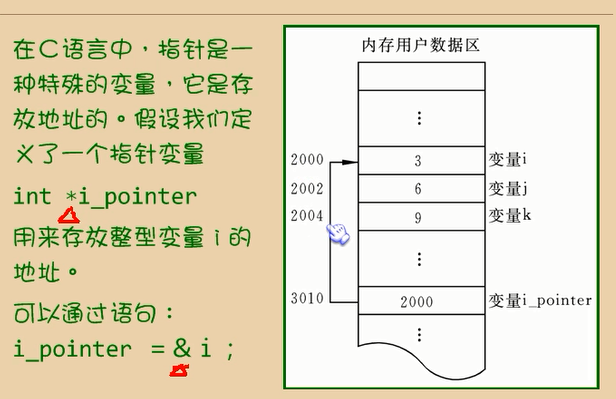 在C语言中，指针是一
种特殊的变量，它是存
放地址的。假设我们定
义了一个指针变量
int *i_pointer
用来存放整型变量 i 的
地址。
可以通过语句：
i_pointer = & i ;
内存用户数据区
⋮
2000 3 变量i
2002 6 变量j
2004 9 变量k
⋮
3010 2000 变量i_pointer
⋮